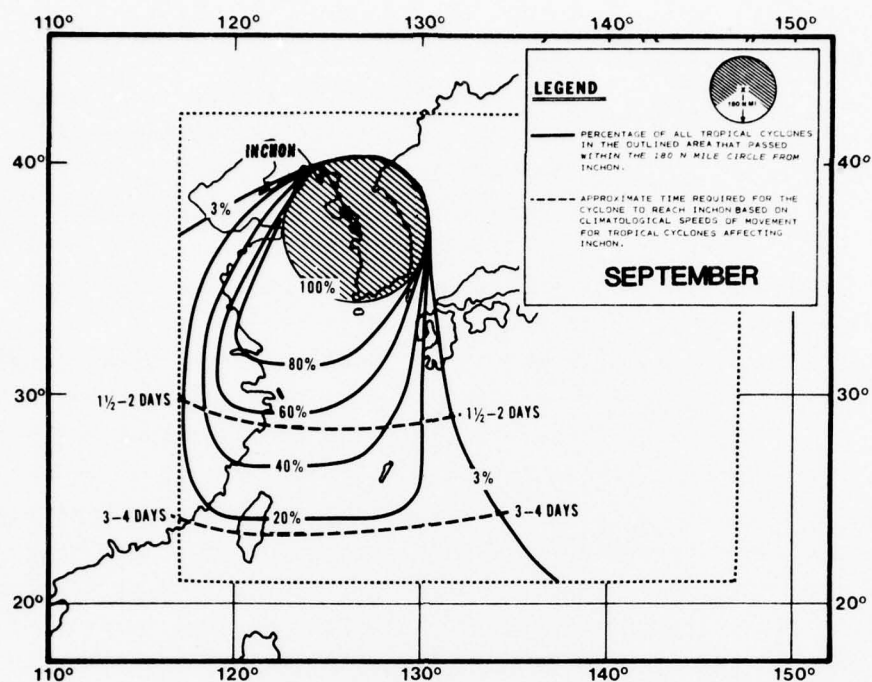 110° 120° 130° 140° 150°
40° 40°
30° 30°
20° 20°
110° 120° 130° 140° 150°
LEGEND
X
180 N MI
PERCENTAGE OF ALL TROPICAL CYCLONES
IN THE OUTLINED AREA THAT PASSED
WITHIN THE 180 N MILE CIRCLE FROM
INCHON.
APPROXIMATE TIME REQUIRED FOR THE
CYCLONE TO REACH INCHON BASED ON
CLIMATOLOGICAL SPEEDS OF MOVEMENT
FOR TROPICAL CYCLONES AFFECTING
INCHON.
SEPTEMBER
INCHON
3%
100%
80%
60%
1½-2 DAYS 1½-2 DAYS
40%
3%
20%
3-4 DAYS 3-4 DAYS